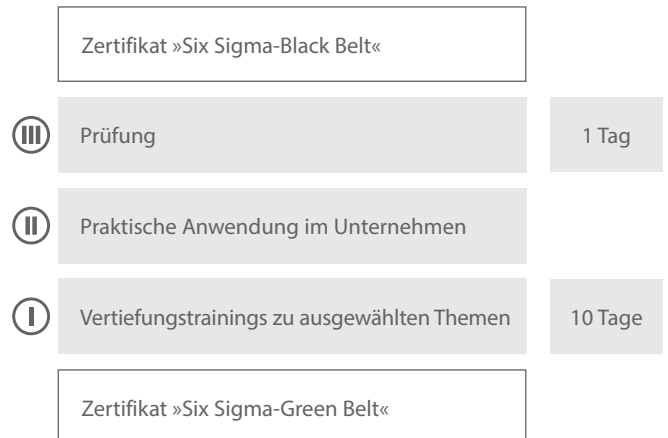 Zertifikat »Six Sigma-Black Belt«
III Prüfung 1 Tag
II Praktische Anwendung im Unternehmen
I Vertiefungstrainings zu ausgewählten Themen 10 Tage
Zertifikat »Six Sigma-Green Belt«